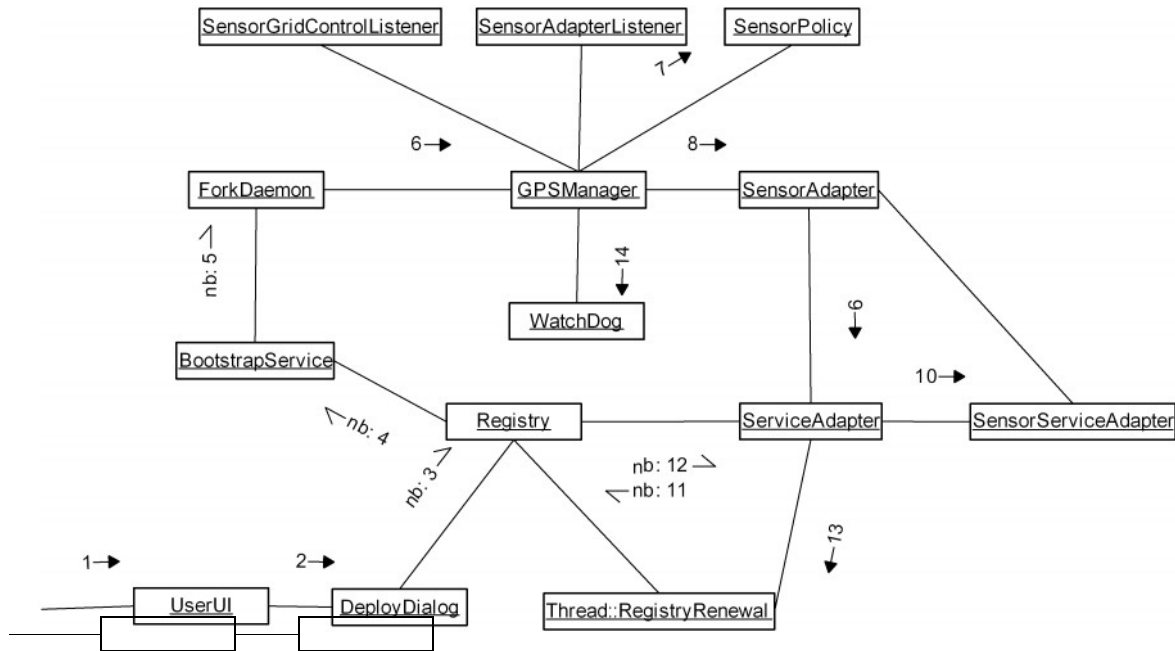 SensorGridControlListener
SensorAdapterListener
SensorPolicy
7
6
8
ForkDaemon
GPSManager
SensorAdapter
nb: 5
14
WatchDog
9
BootstrapService
10
nb: 4
Registry
ServiceAdapter
SensorServiceAdapter
nb: 3
nb: 12
nb: 11
13
1
2
UserUI
DeployDialog
Thread::RegistryRenewal